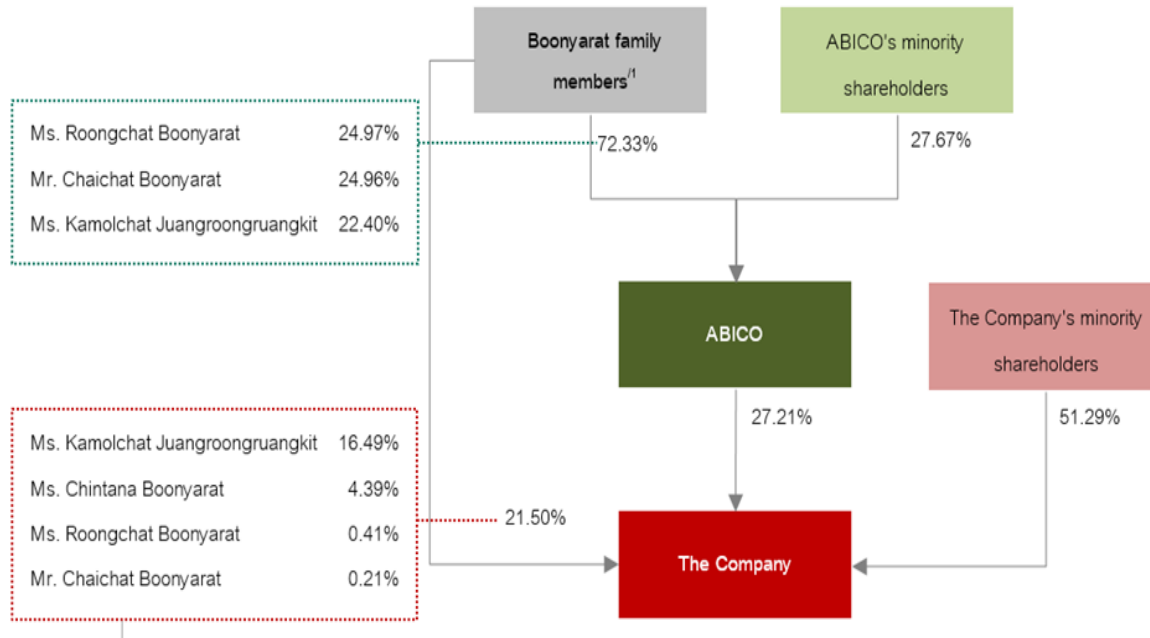 Boonyarat family
members/1
ABICO's minority
shareholders
Ms. Roongchat Boonyarat 24.97%
Mr. Chaichat Boonyarat 24.96%
Ms. Kamolchat Juangroongruangkit 22.40%
72.33%
27.67%
ABICO
The Company's minority
shareholders
27.21%
51.29%
Ms. Kamolchat Juangroongruangkit 16.49%
Ms. Chintana Boonyarat 4.39%
Ms. Roongchat Boonyarat 0.41%
Mr. Chaichat Boonyarat 0.21%
21.50%
The Company